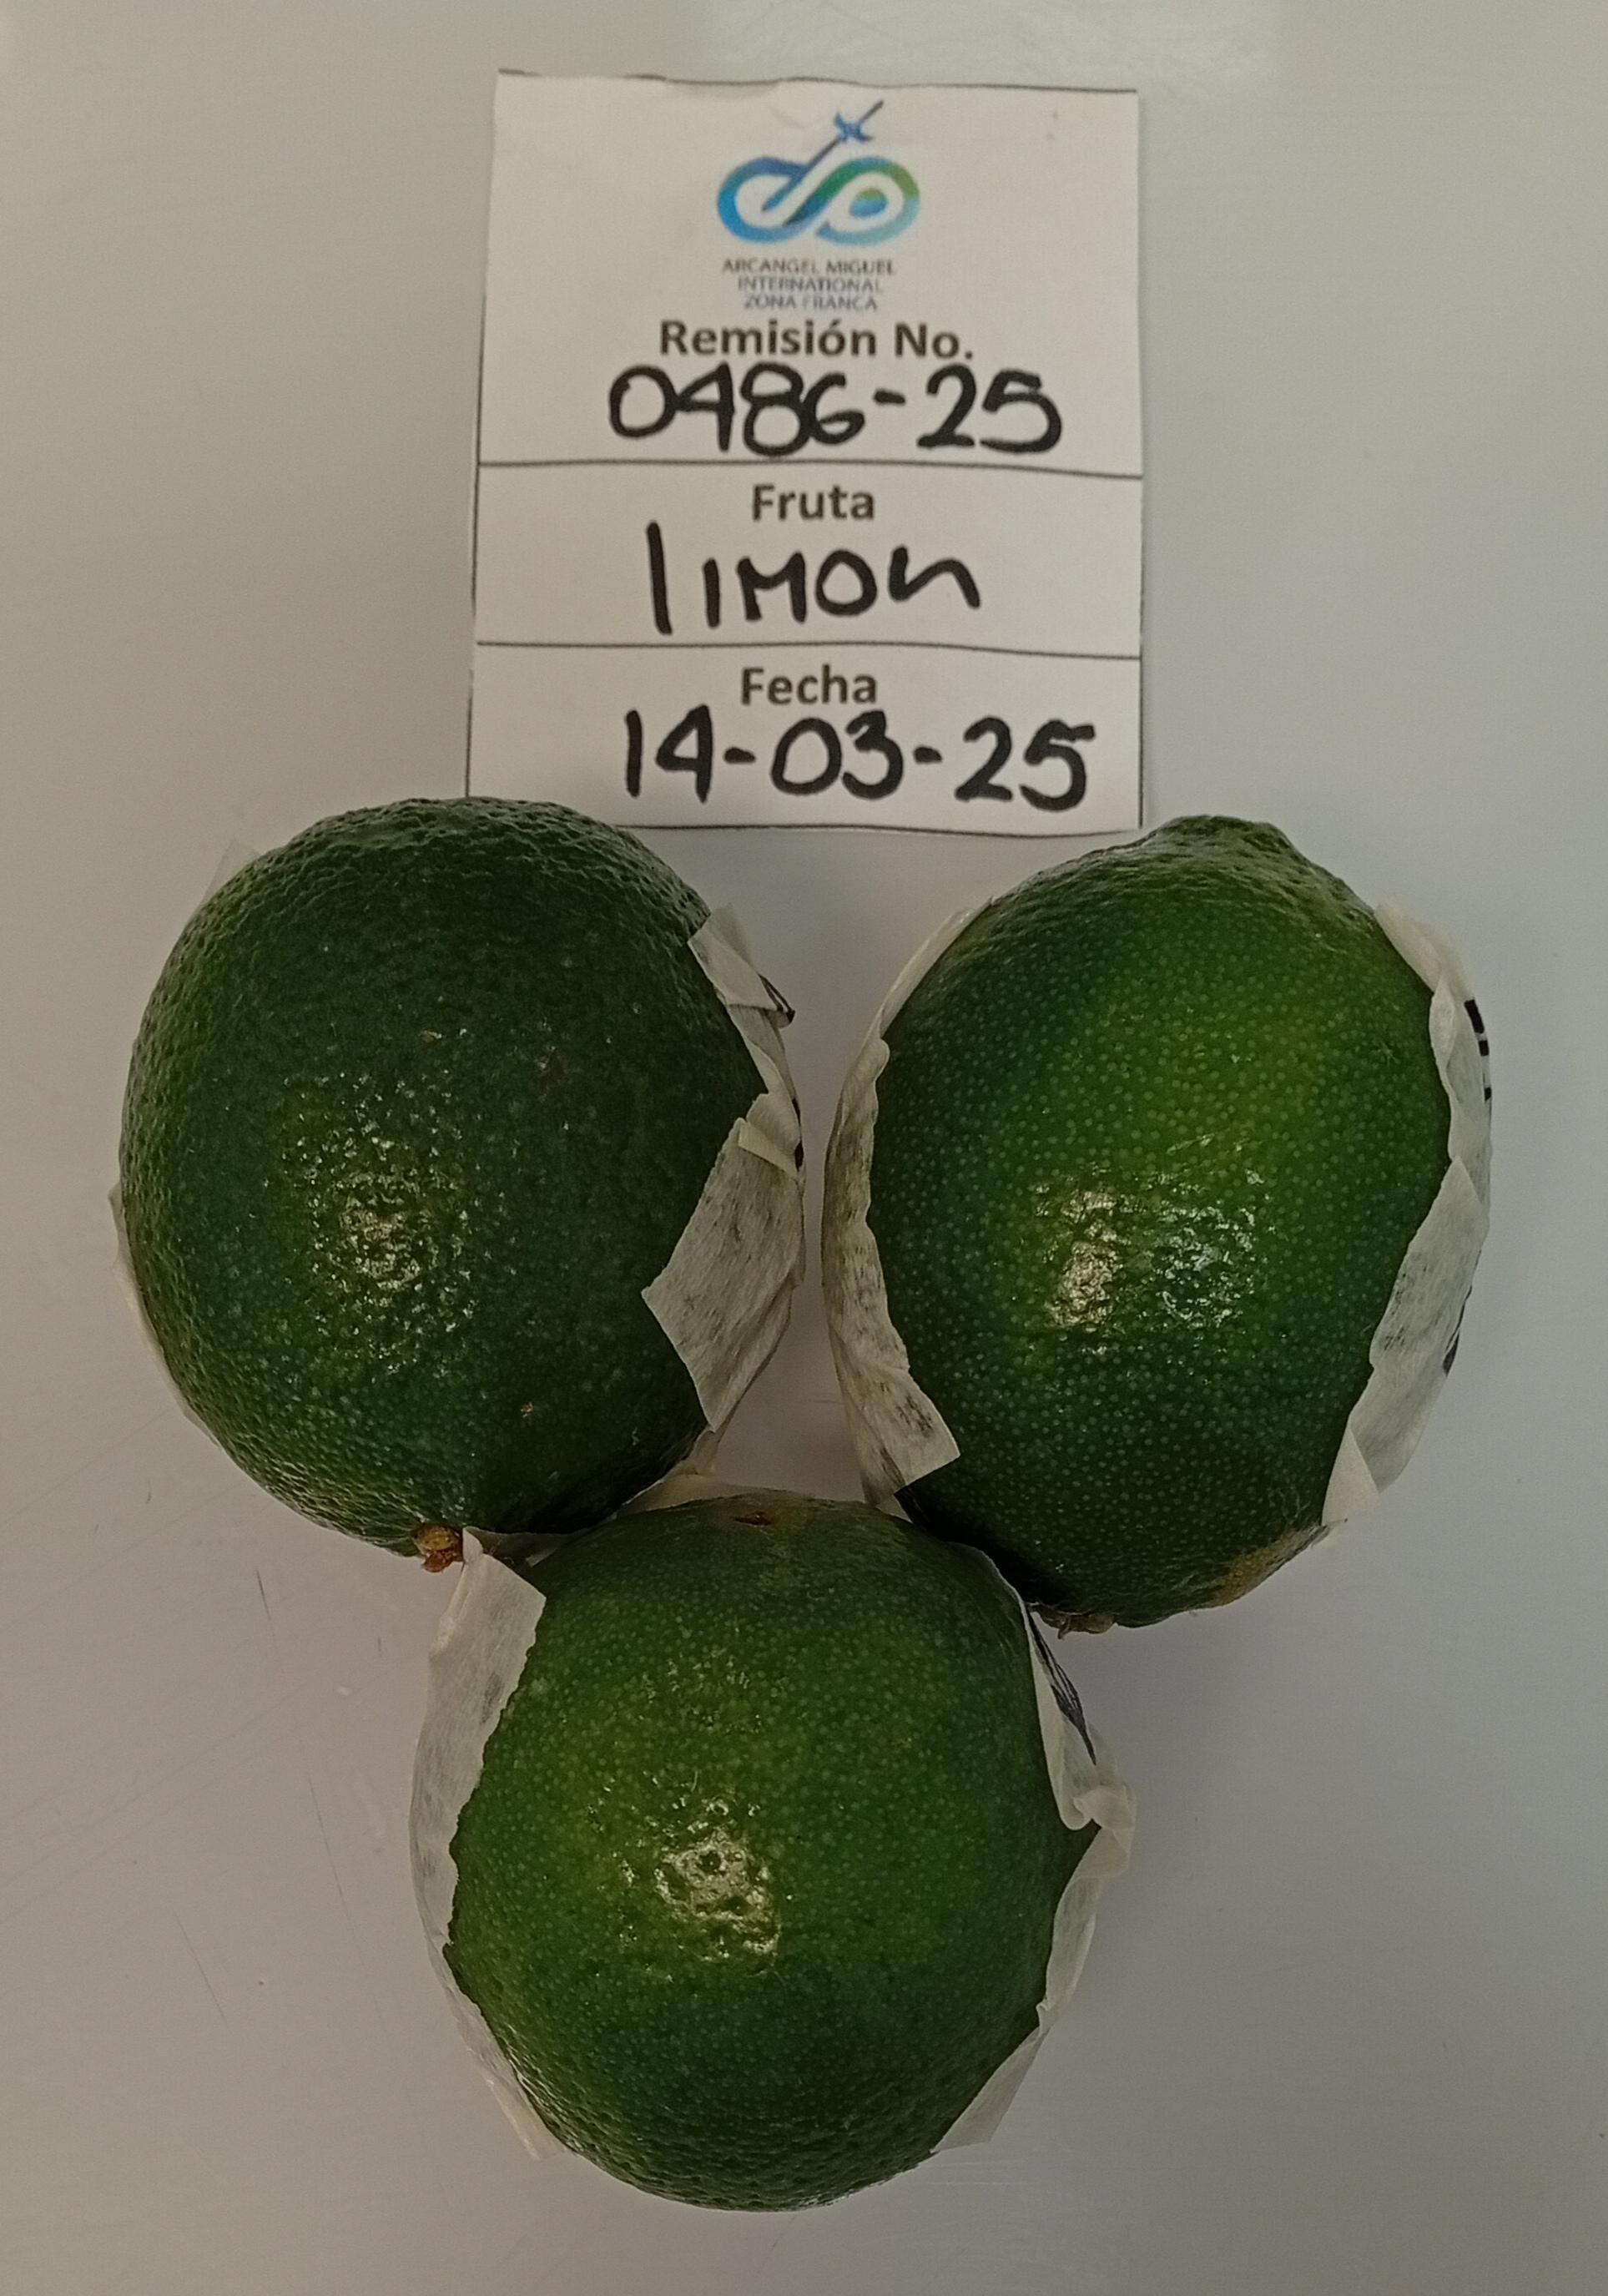 ARCANGEL MIGUEL
INTERNATIONAL
ZONA FRANCA
Remisión No.
0486-25
Fruta
limon
Fecha
14-03-25